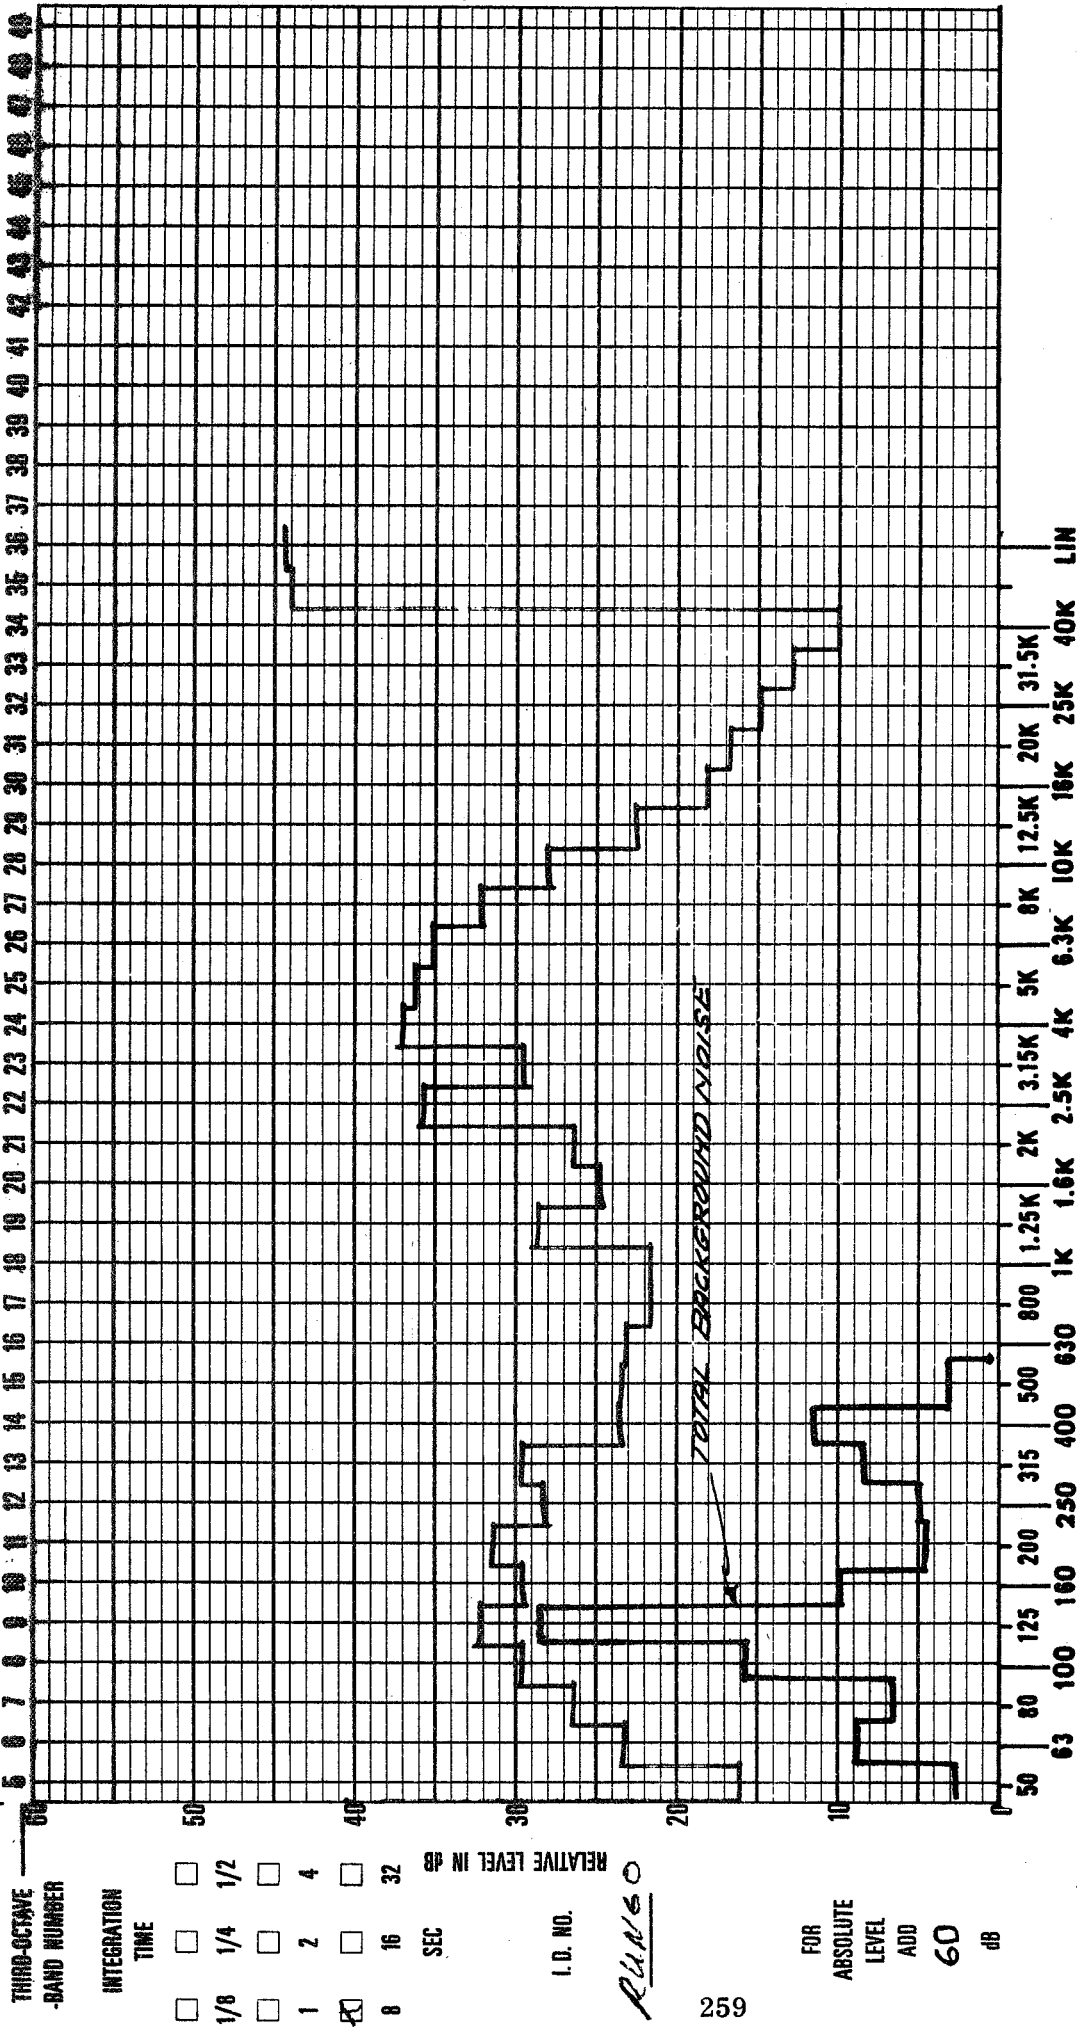 THIRD-OCTAVE
-BAND NUMBER
5 6 7 8 9 10 11 12 13 14 15 16 17 18 19 20 21 22 23 24 25 26 27 28 29 30 31 32 33 34 35 36 37 38 39 40 41 42 43 44 45 46 47 48 49
INTEGRATION
TIME
1/8 1/4 1/2
1 2 4
8 16 32
SEC
RELATIVE LEVEL IN dB
60
50
40
30
20
10
0
I. D. NO.
RUN 60
FOR
ABSOLUTE
LEVEL
ADD
60
dB
TOTAL BACKGROUND NOISE
50 80 125 200 315 500 800 1.25K 2K 3.15K 5K 8K 12.5K 20K 31.5K
63 100 160 250 400 630 1K 1.6K 2.5K 4K 6.3K 10K 16K 25K 40K LIN
259